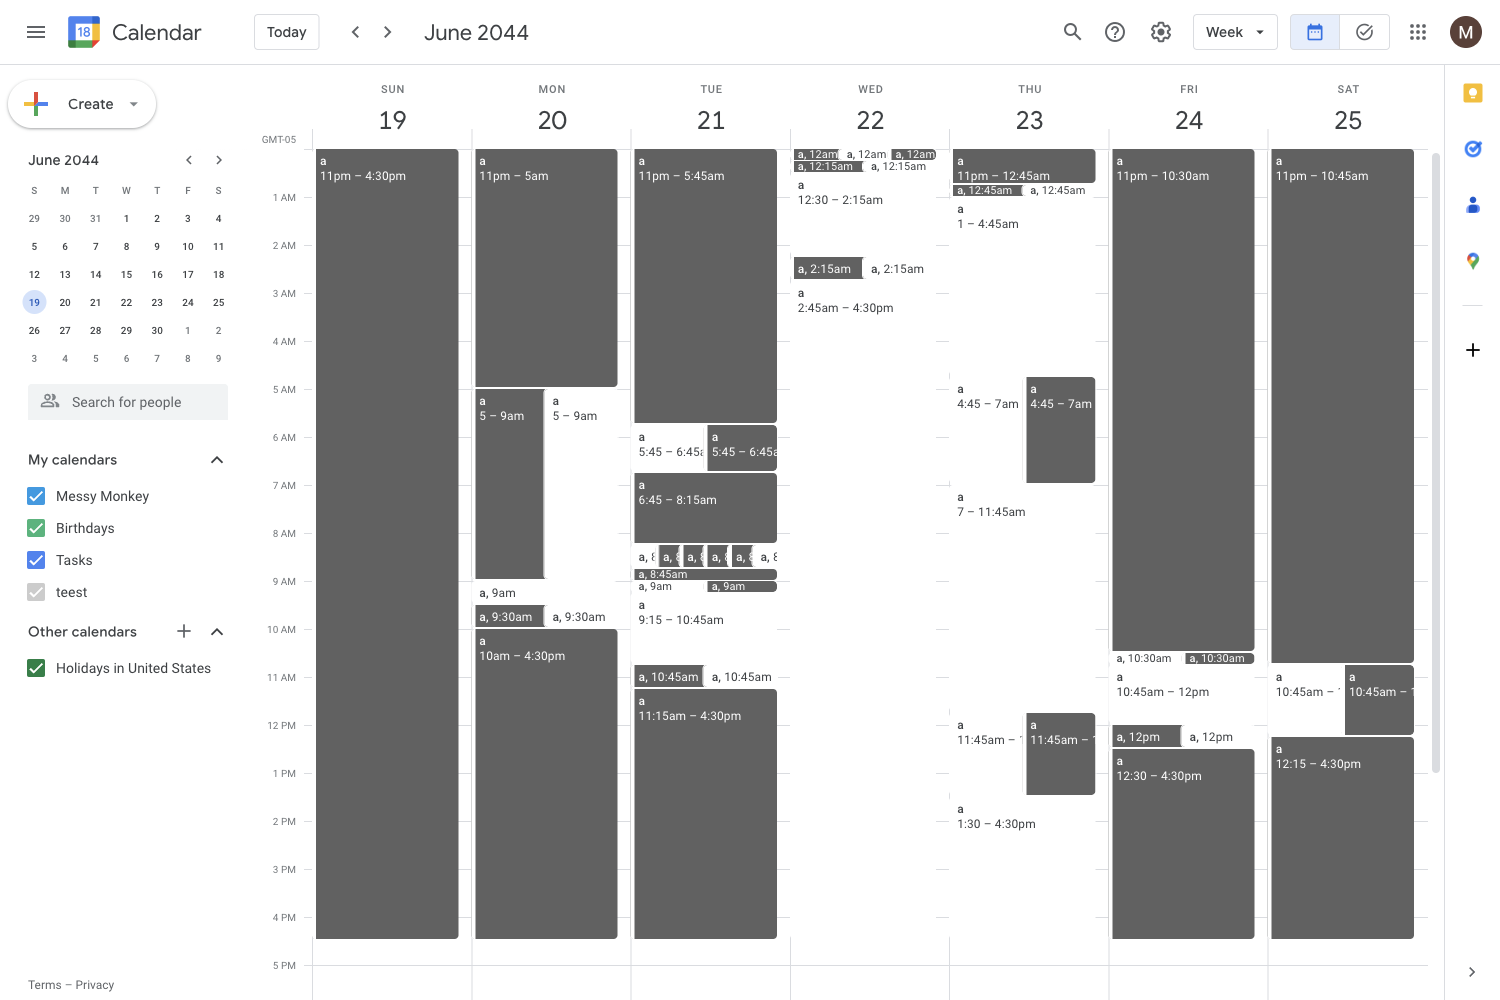 18 Calendar Today June 2044 Week M
Create
June 2044
S M T W T F S
29 30 31 1 2 3 4
5 6 7 8 9 10 11
12 13 14 15 16 17 18
19 20 21 22 23 24 25
26 27 28 29 30 1 2
3 4 5 6 7 8 9
Search for people
My calendars
Messy Monkey
Birthdays
Tasks
teest
Other calendars
Holidays in United States
Terms – Privacy
SUN MON TUE WED THU FRI SAT
19 20 21 22 23 24 25
GMT-05
1 AM
2 AM
3 AM
4 AM
5 AM
6 AM
7 AM
8 AM
9 AM
10 AM
11 AM
12 PM
1 PM
2 PM
3 PM
4 PM
5 PM
a
11pm – 4:30pm
a
11pm – 5am
a
5 – 9am
a
5 – 9am
a, 9am
a, 9:30am
a, 9:30am
a
10am – 4:30pm
a
11pm – 5:45am
a
5:45 – 6:45a
a
5:45 – 6:45a
a
6:45 – 8:15am
a, 8
a, 8
a, 8
a, 8
a, 8
a, 8
a, 8:45am
a, 9am
a, 9am
a
9:15 – 10:45am
a, 10:45am
a, 10:45am
a
11:15am – 4:30pm
a, 12am
a, 12am
a, 12am
a, 12:15am
a, 12:15am
a
12:30 – 2:15am
a, 2:15am
a, 2:15am
a
2:45am – 4:30pm
a
11pm – 12:45am
a, 12:45am
a, 12:45am
a
1 – 4:45am
a
4:45 – 7am
a
4:45 – 7am
a
7 – 11:45am
a
11:45am –
a
11:45am –
a
1:30 – 4:30pm
a
11pm – 10:30am
a, 10:30am
a, 10:30am
a
10:45am – 12pm
a, 12pm
a, 12pm
a
12:30 – 4:30pm
a
11pm – 10:45am
a
10:45am –
a
10:45am –
a
12:15 – 4:30pm